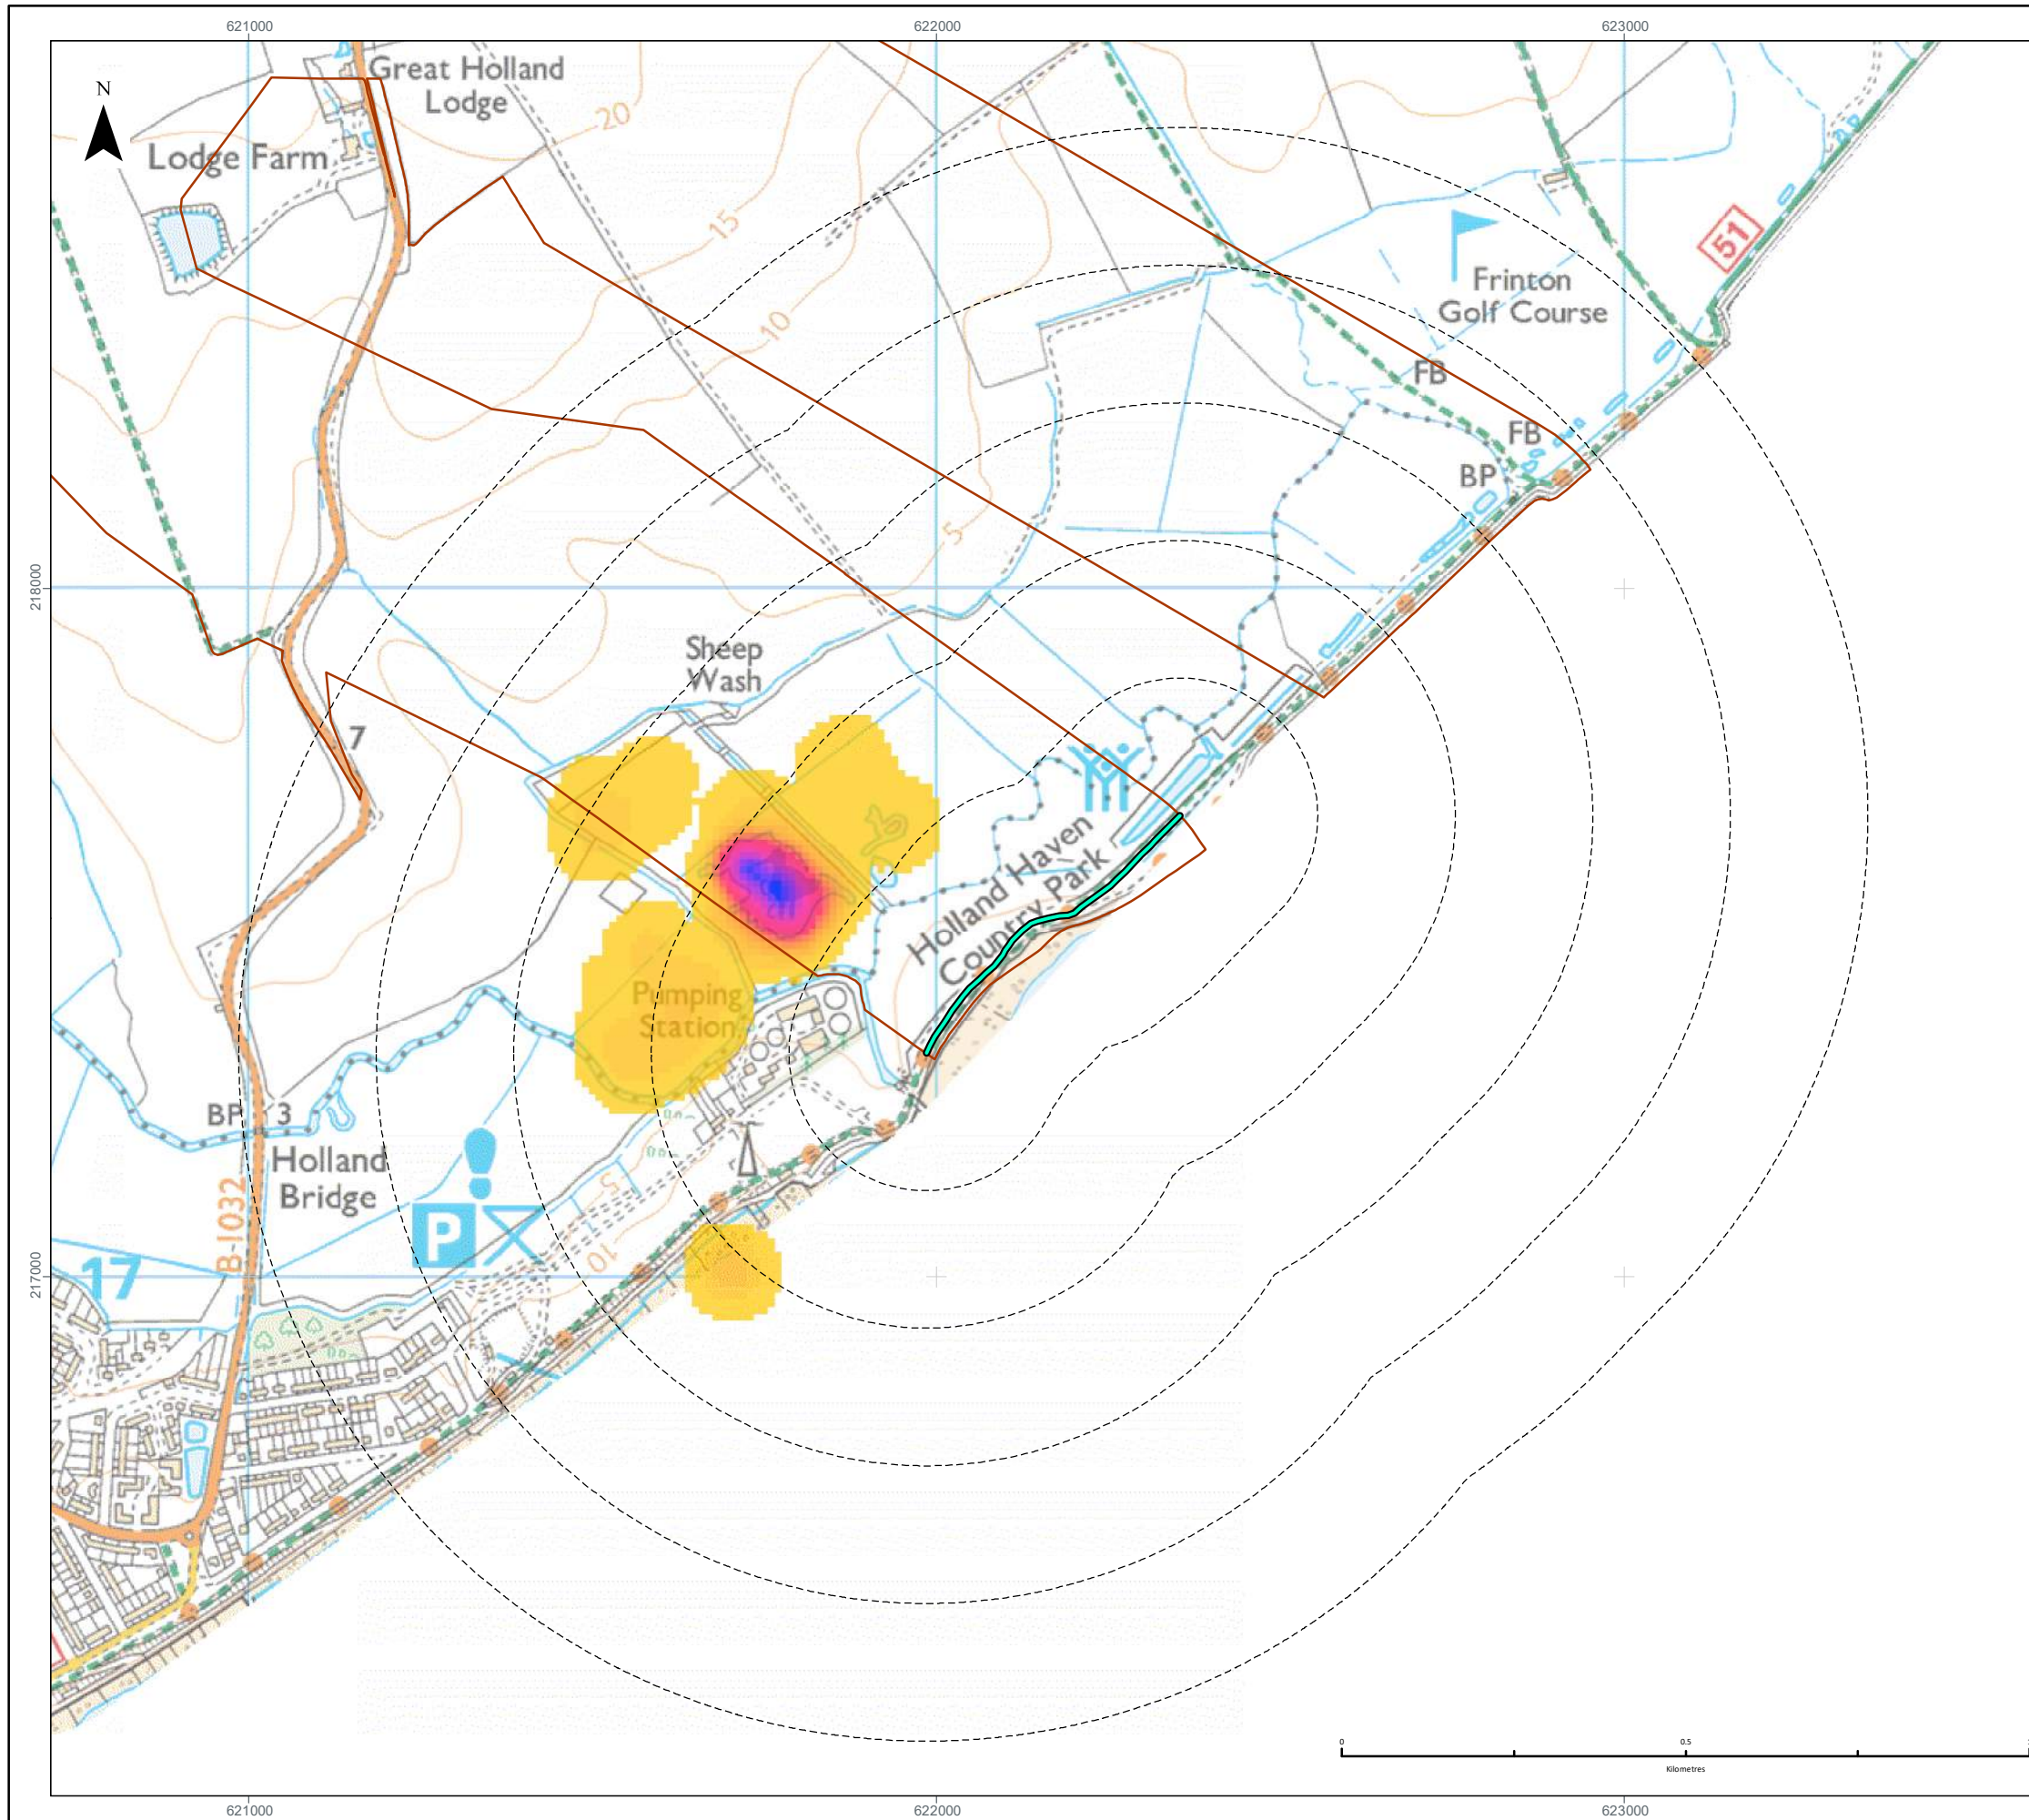 621000
622000
623000
N
Great Holland
Lodge
20
Lodge Farm
15
51
Frinton
Golf Course
10
FB
FB
BP
5
218000
Sheep
Wash
7
Holland Haven
Country Park
Pumping
Station
BP
3
Holland
Bridge
B 1032
P
15
10
17
217000
0
0.5
Kilometres
621000
622000
623000